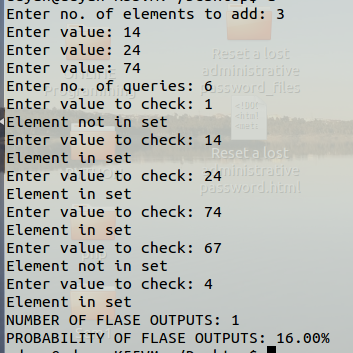 Enter no. of elements to add: 3
Enter value: 14
Enter value: 24
Enter value: 74
Enter no. of queries: 6
Enter value to check: 1
Element not in set
Enter value to check: 14
Element in set
Enter value to check: 24
Element in set
Enter value to check: 74
Element in set
Enter value to check: 67
Element not in set
Enter value to check: 4
Element in set
NUMBER OF FLASE OUTPUTS: 1
PROBABILITY OF FLASE OUTPUTS: 16.00%
Reset a lost
administrative
password_files
Reset a lost
administrative
password.html